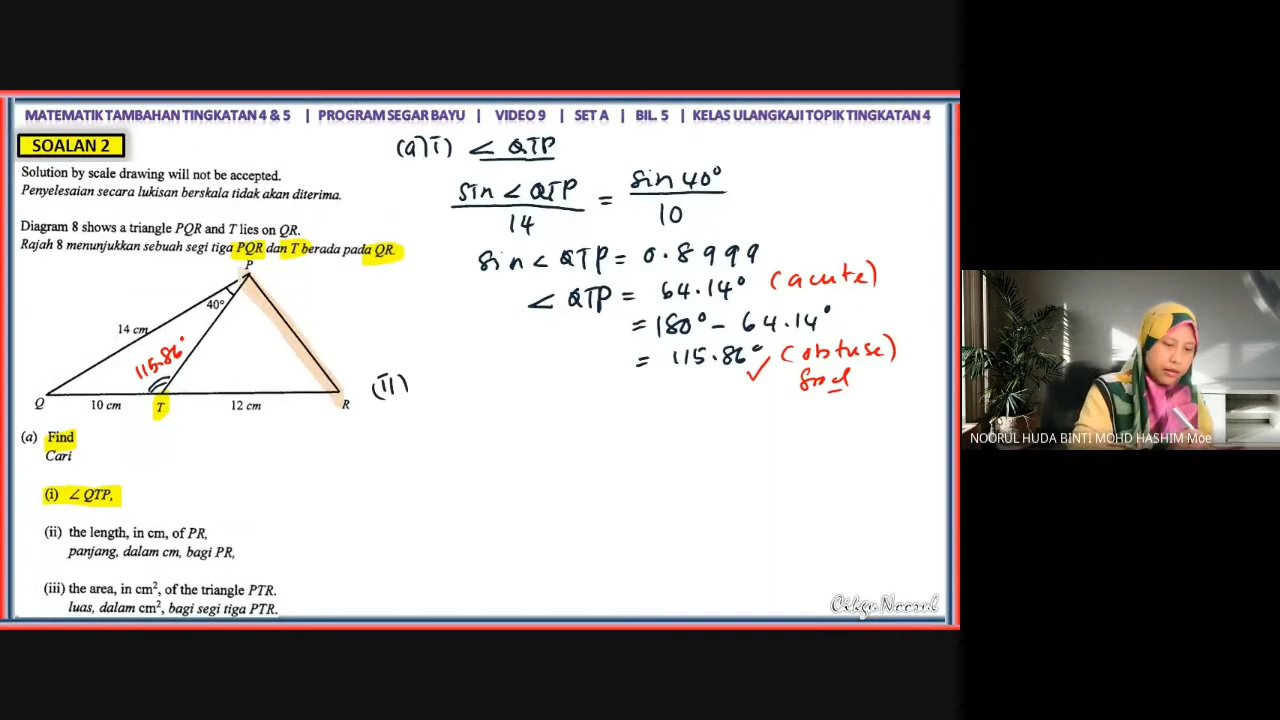 MATEMATIK TAMBAHAN TINGKATAN 4 & 5 | PROGRAM SEGAR BAYU | VIDEO 9 | SET A | BIL. 5 | KELAS ULANGKAJI TOPIK TINGKATAN 4
SOALAN 2
Solution by scale drawing will not be accepted.
Penyelesaian secara lukisan berskala tidak akan diterima.
Diagram 8 shows a triangle PQR and T lies on QR.
Rajah 8 menunjukkan sebuah segi tiga PQR dan T berada pada QR.
P
40°
14 cm
115.86°
Q
10 cm
T
12 cm
R
(a) Find
Cari
(i) ∠ QTP,
(ii) the length, in cm, of PR,
panjang, dalam cm, bagi PR,
(iii) the area, in cm², of the triangle PTR.
luas, dalam cm², bagi segi tiga PTR.
(a)(i) ∠ QTP
sin ∠ QTP / 14 = sin 40° / 10
sin ∠ QTP = 0.8999
∠ QTP = 64.14° (acute)
= 180° - 64.14°
= 115.86° ✓ (obtuse)
(ii)
Cikgu Noorul
NOORUL HUDA BINTI MOHD HASHIM Moe